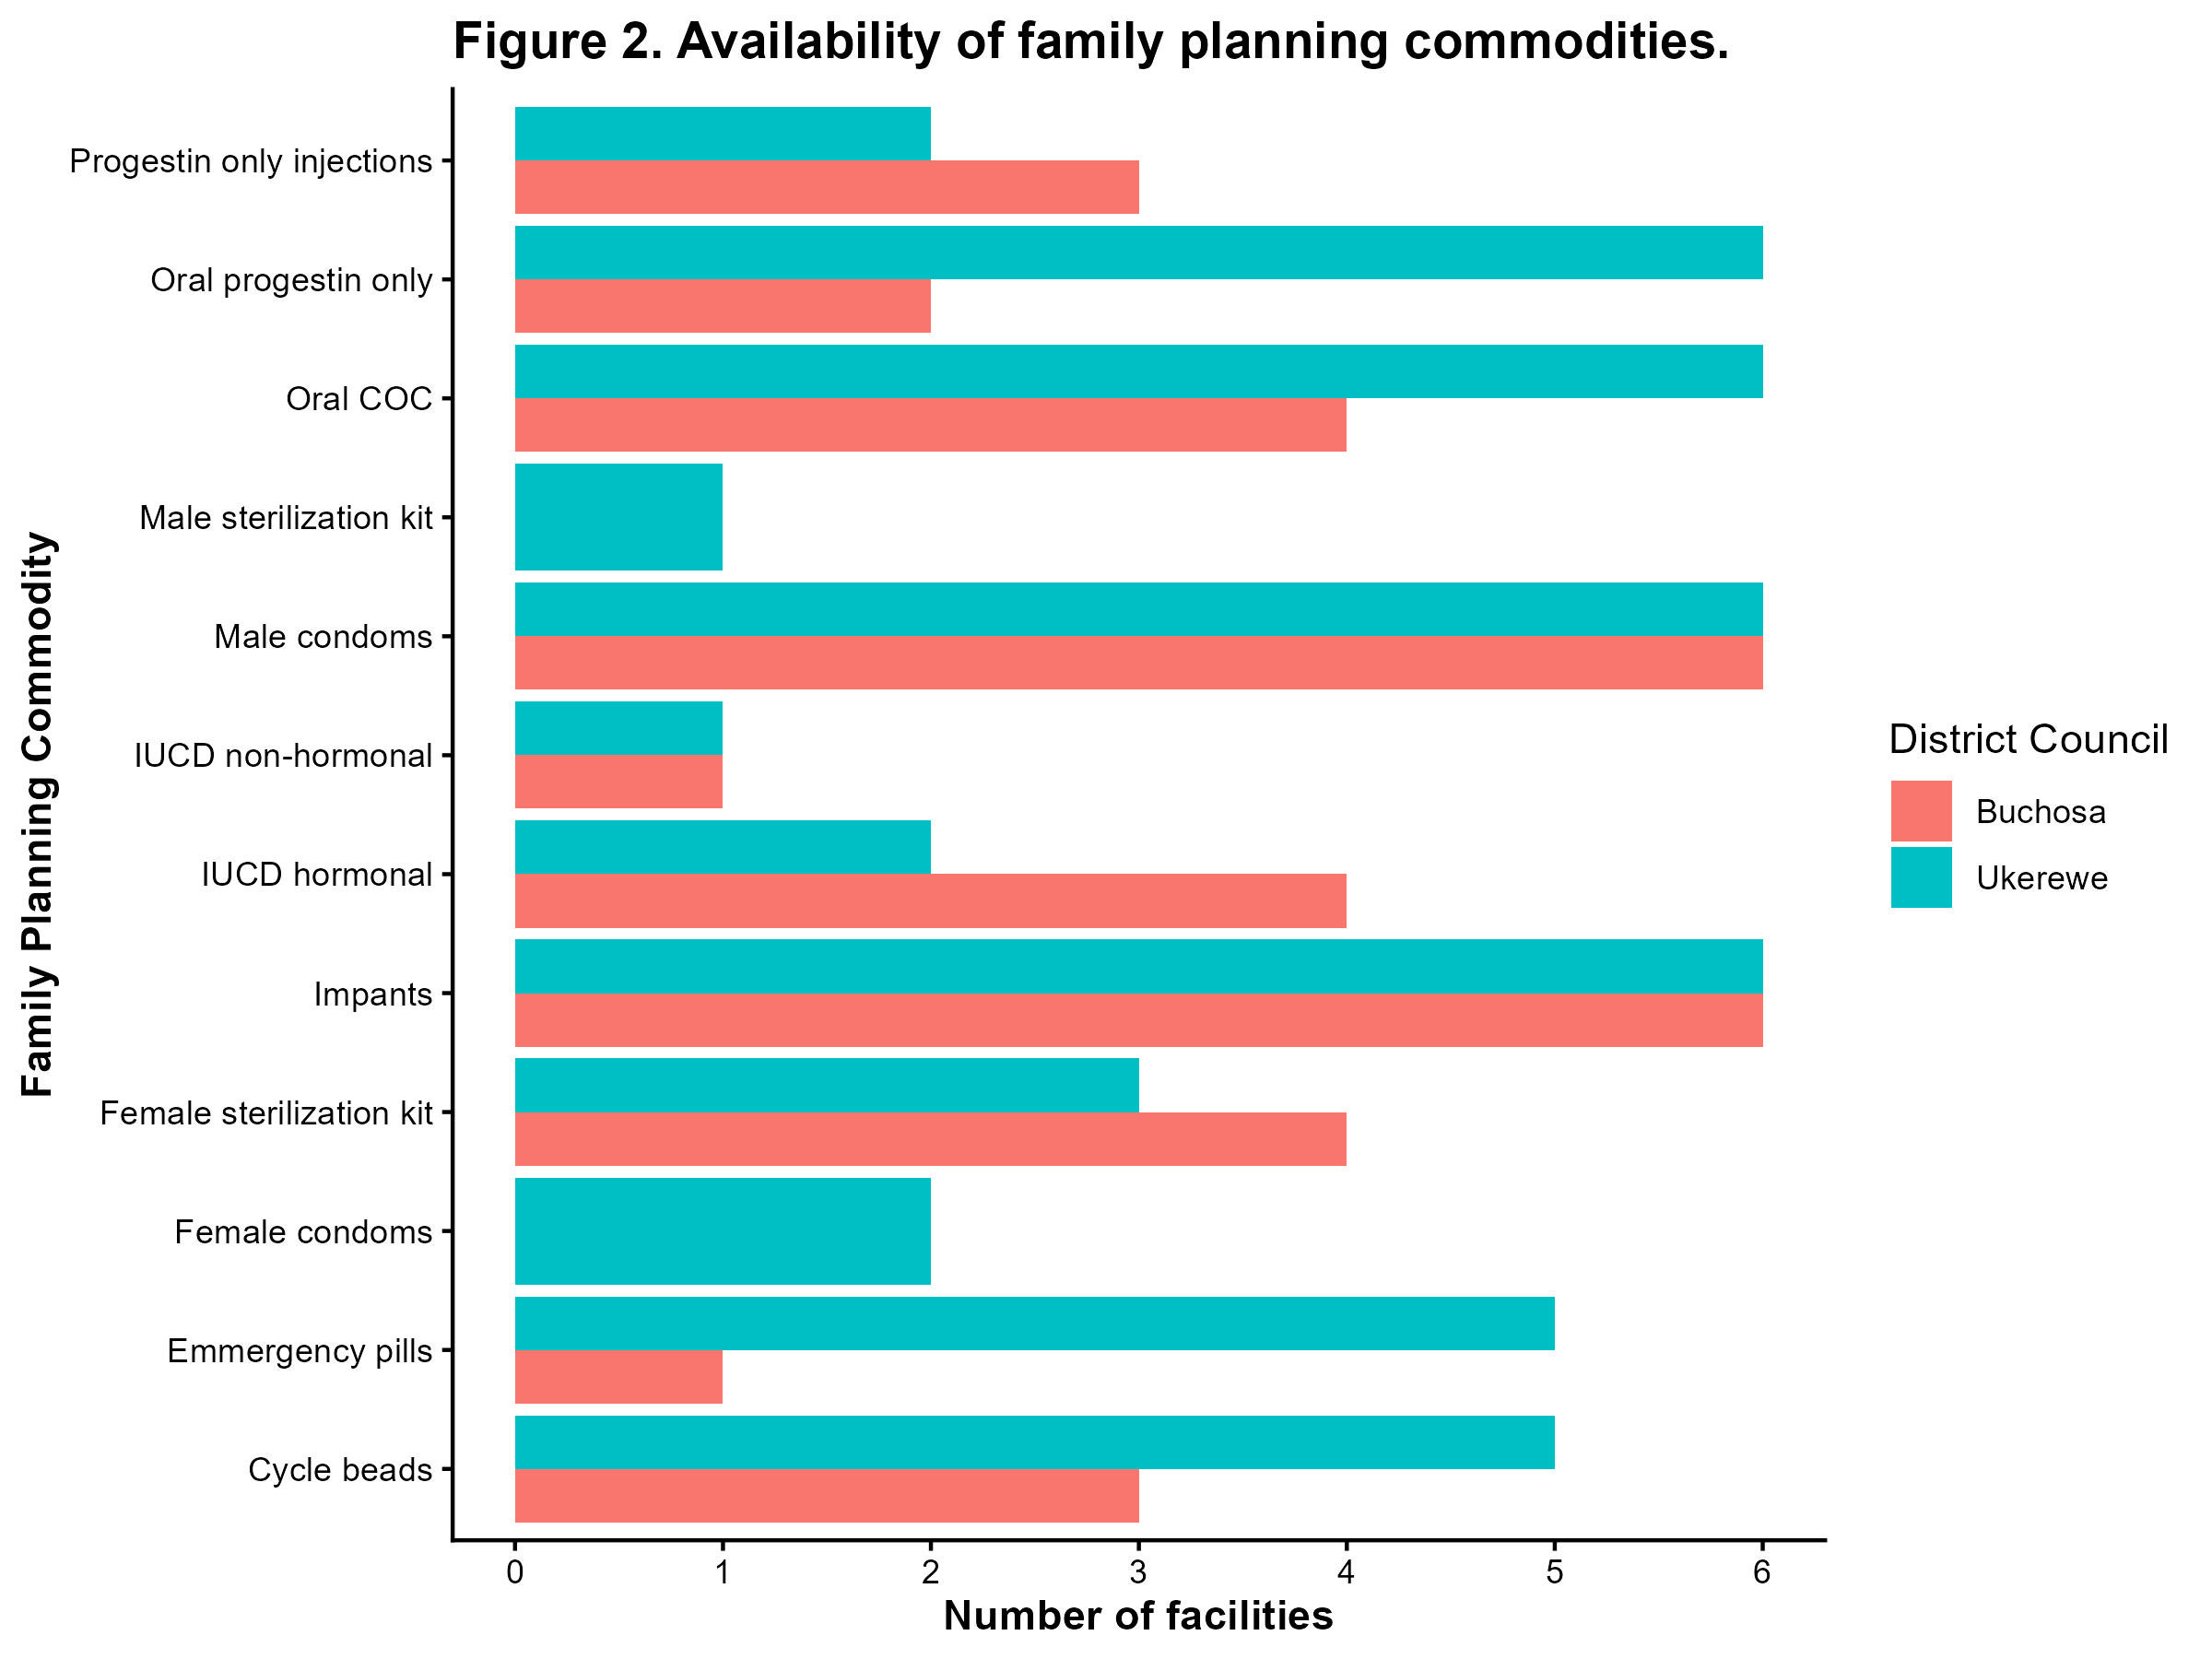 Figure 2. Availability of family planning commodities.
Family Planning Commodity
Progestin only injections
Oral progestin only
Oral COC
Male sterilization kit
Male condoms
IUCD non-hormonal
IUCD hormonal
Impants
Female sterilization kit
Female condoms
Emmergency pills
Cycle beads
0 1 2 3 4 5 6
Number of facilities
District Council
Buchosa
Ukerewe